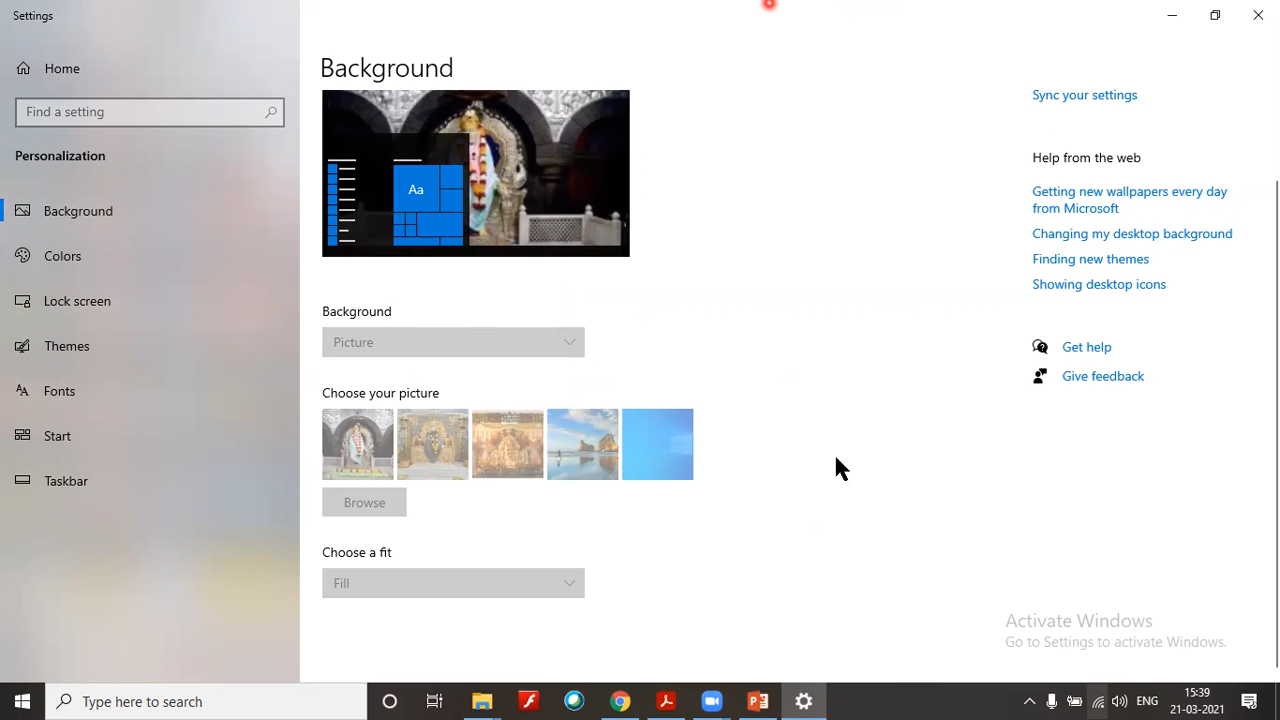 Settings
Home
Find a setting
Personalization
Background
Colors
Lock screen
Themes
Fonts
Start
Taskbar
Background
Aa
Background
Picture
Choose your picture
Browse
Choose a fit
Fill
Sync your settings
Help from the web
Getting new wallpapers every day
from Microsoft
Changing my desktop background
Finding new themes
Showing desktop icons
Get help
Give feedback
Activate Windows
Go to Settings to activate Windows.
Type here to search
ENG
15:39
21-03-2021